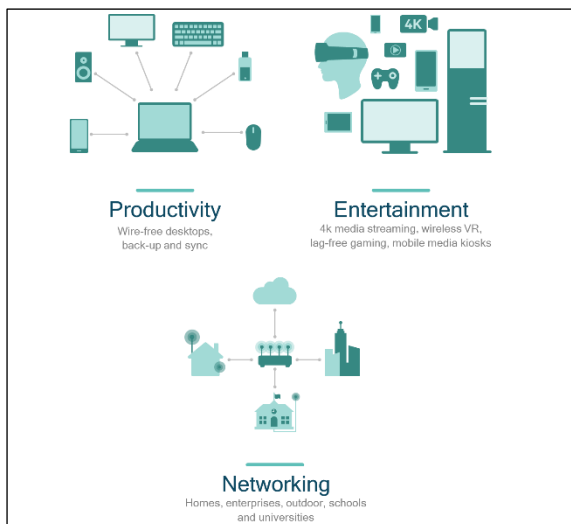 4K
Productivity
Wire-free desktops,
back-up and sync
Entertainment
4k media streaming, wireless VR,
lag-free gaming, mobile media kiosks
Networking
Homes, enterprises, outdoor, schools
and universities